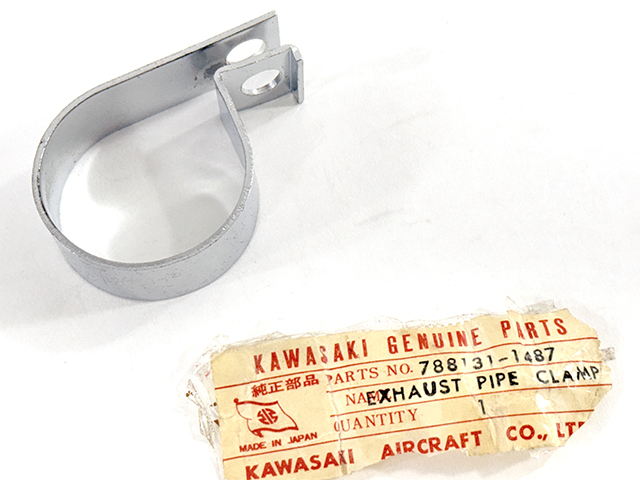 KAWASAKI GENUINE PARTS
純正部品 PARTS NO. 788131-1487
NAME EXHAUST PIPE CLAMP
QUANTITY 1
MADE IN JAPAN
KAWASAKI AIRCRAFT CO., LTD